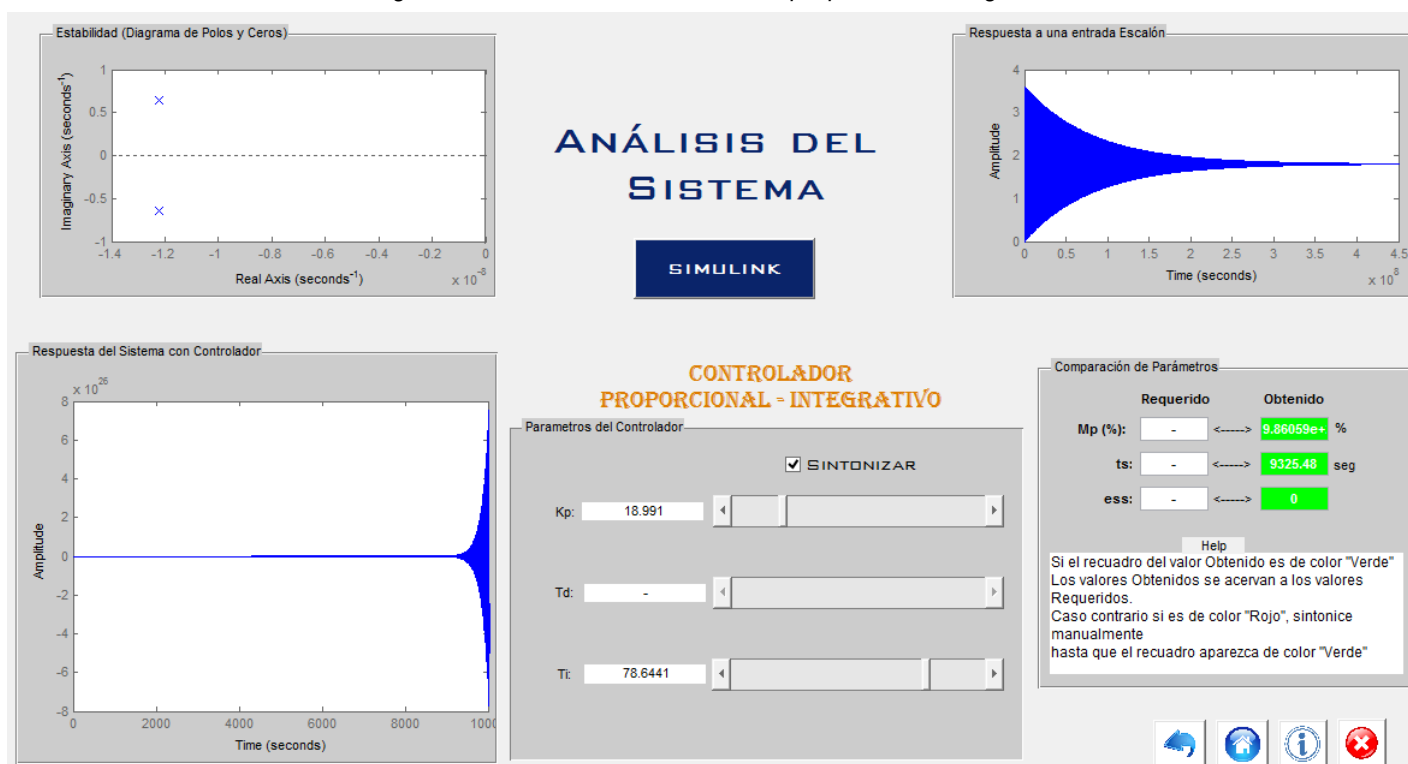 Estabilidad (Diagrama de Polos y Ceros)
1
0.5
0
-0.5
-1
Imaginary Axis (seconds-1)
-1.4 -1.2 -1 -0.8 -0.6 -0.4 -0.2 0
Real Axis (seconds-1)
ANÁLISIS DEL
SISTEMA
SIMULINK
Respuesta a una entrada Escalón
4
3
2
1
0
Amplitude
0 0.5 1 1.5 2 2.5 3 3.5 4 4.5
Time (seconds)
Respuesta del Sistema con Controlador
x 10^26
8
6
4
2
0
-2
-4
-6
-8
Amplitude
0 2000 4000 6000 8000 1000
Time (seconds)
CONTROLADOR
PROPORCIONAL - INTEGRATIVO
Parametros del Controlador
SINTONIZAR
Kp: 18.991
Td: -
Ti: 78.6441
Comparación de Parámetros
Requerido Obtenido
Mp (%): - <-----> 9.86059e+ %
ts: - <-----> 9325.48 seg
ess: - <-----> 0
Help
Si el recuadro del valor Obtenido es de color "Verde"
Los valores Obtenidos se acervan a los valores
Requeridos.
Caso contrario si es de color "Rojo", sintonice
manualmente
hasta que el recuadro aparezca de color "Verde"